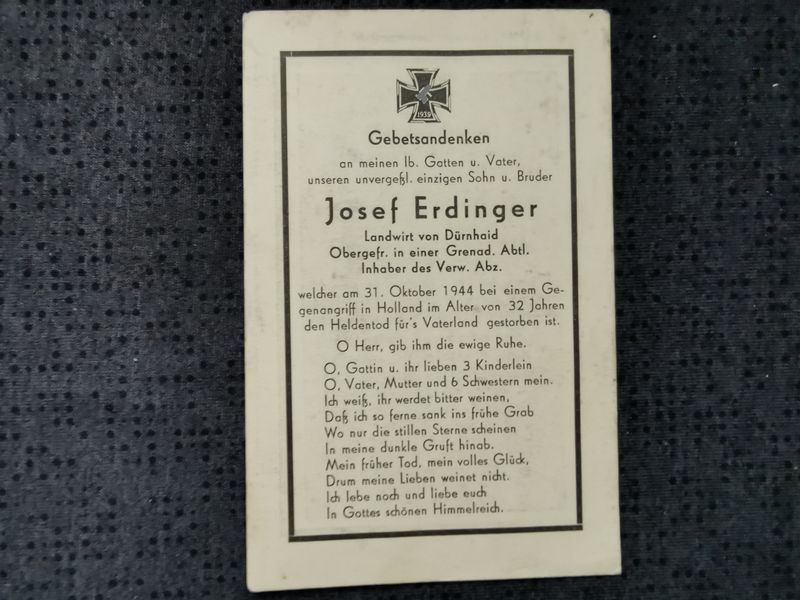 1939
Gebetsandenken
an meinen lb. Gatten u. Vater,
unseren unvergeßl. einzigen Sohn u. Bruder
Josef Erdinger
Landwirt von Dürnhaid
Obergefr. in einer Grenad. Abtl.
Inhaber des Verw. Abz.
welcher am 31. Oktober 1944 bei einem Ge-
genangriff in Holland im Alter von 32 Jahren
den Heldentod für's Vaterland gestorben ist.
O Herr, gib ihm die ewige Ruhe.
O, Gattin u. ihr lieben 3 Kinderlein
O, Vater, Mutter und 6 Schwestern mein.
Ich weiß, ihr werdet bitter weinen,
Daß ich so ferne sank ins frühe Grab
Wo nur die stillen Sterne scheinen
In meine dunkle Gruft hinab.
Mein früher Tod, mein volles Glück,
Drum meine Lieben weinet nicht.
Ich lebe noch und liebe euch
In Gottes schönen Himmelreich.